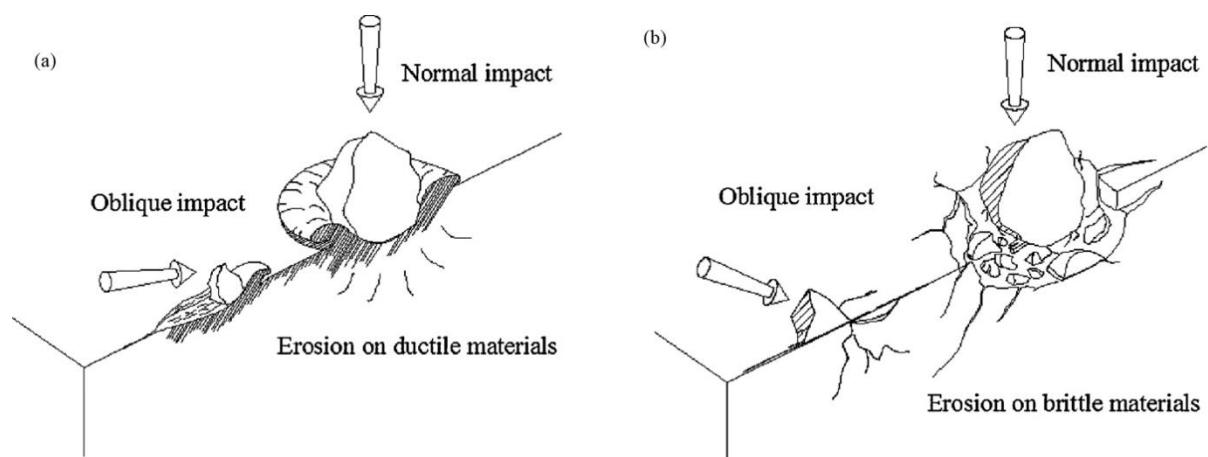 (a)
Normal impact
Oblique impact
Erosion on ductile materials
(b)
Normal impact
Oblique impact
Erosion on brittle materials